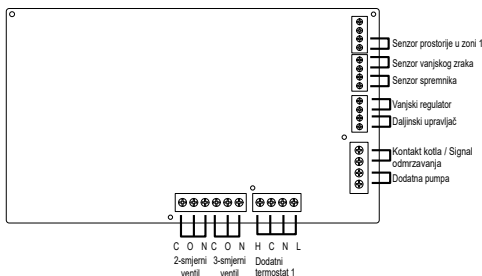 Senzor prostorije u zoni 1
Senzor vanjskog zraka
Senzor spremnika
Vanjski regulator
Daljinski upravljač
Kontakt kotla / Signal
odmrzavanja
Dodatna pumpa
C O N C O N H C N L
2-smjerni 3-smjerni Dodatni
ventil ventil termostat 1